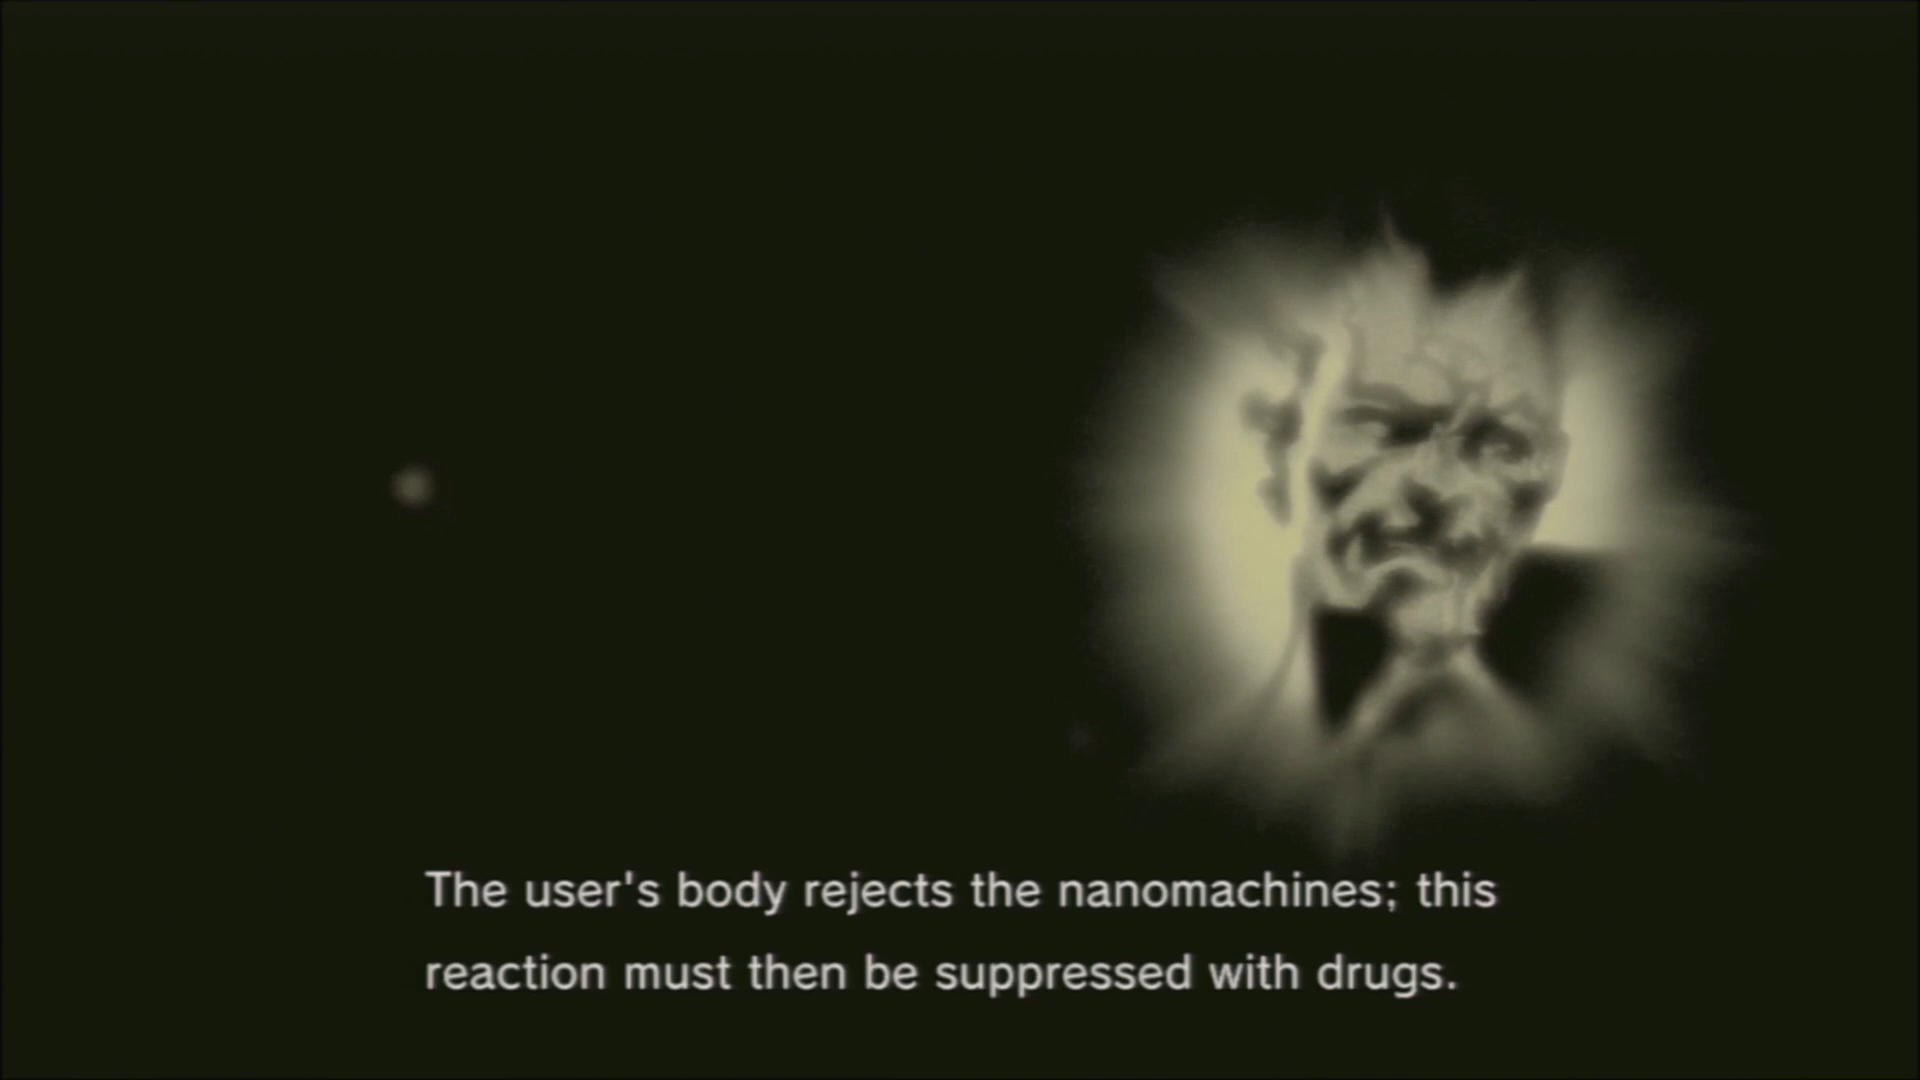 The user's body rejects the nanomachines; this
reaction must then be suppressed with drugs.